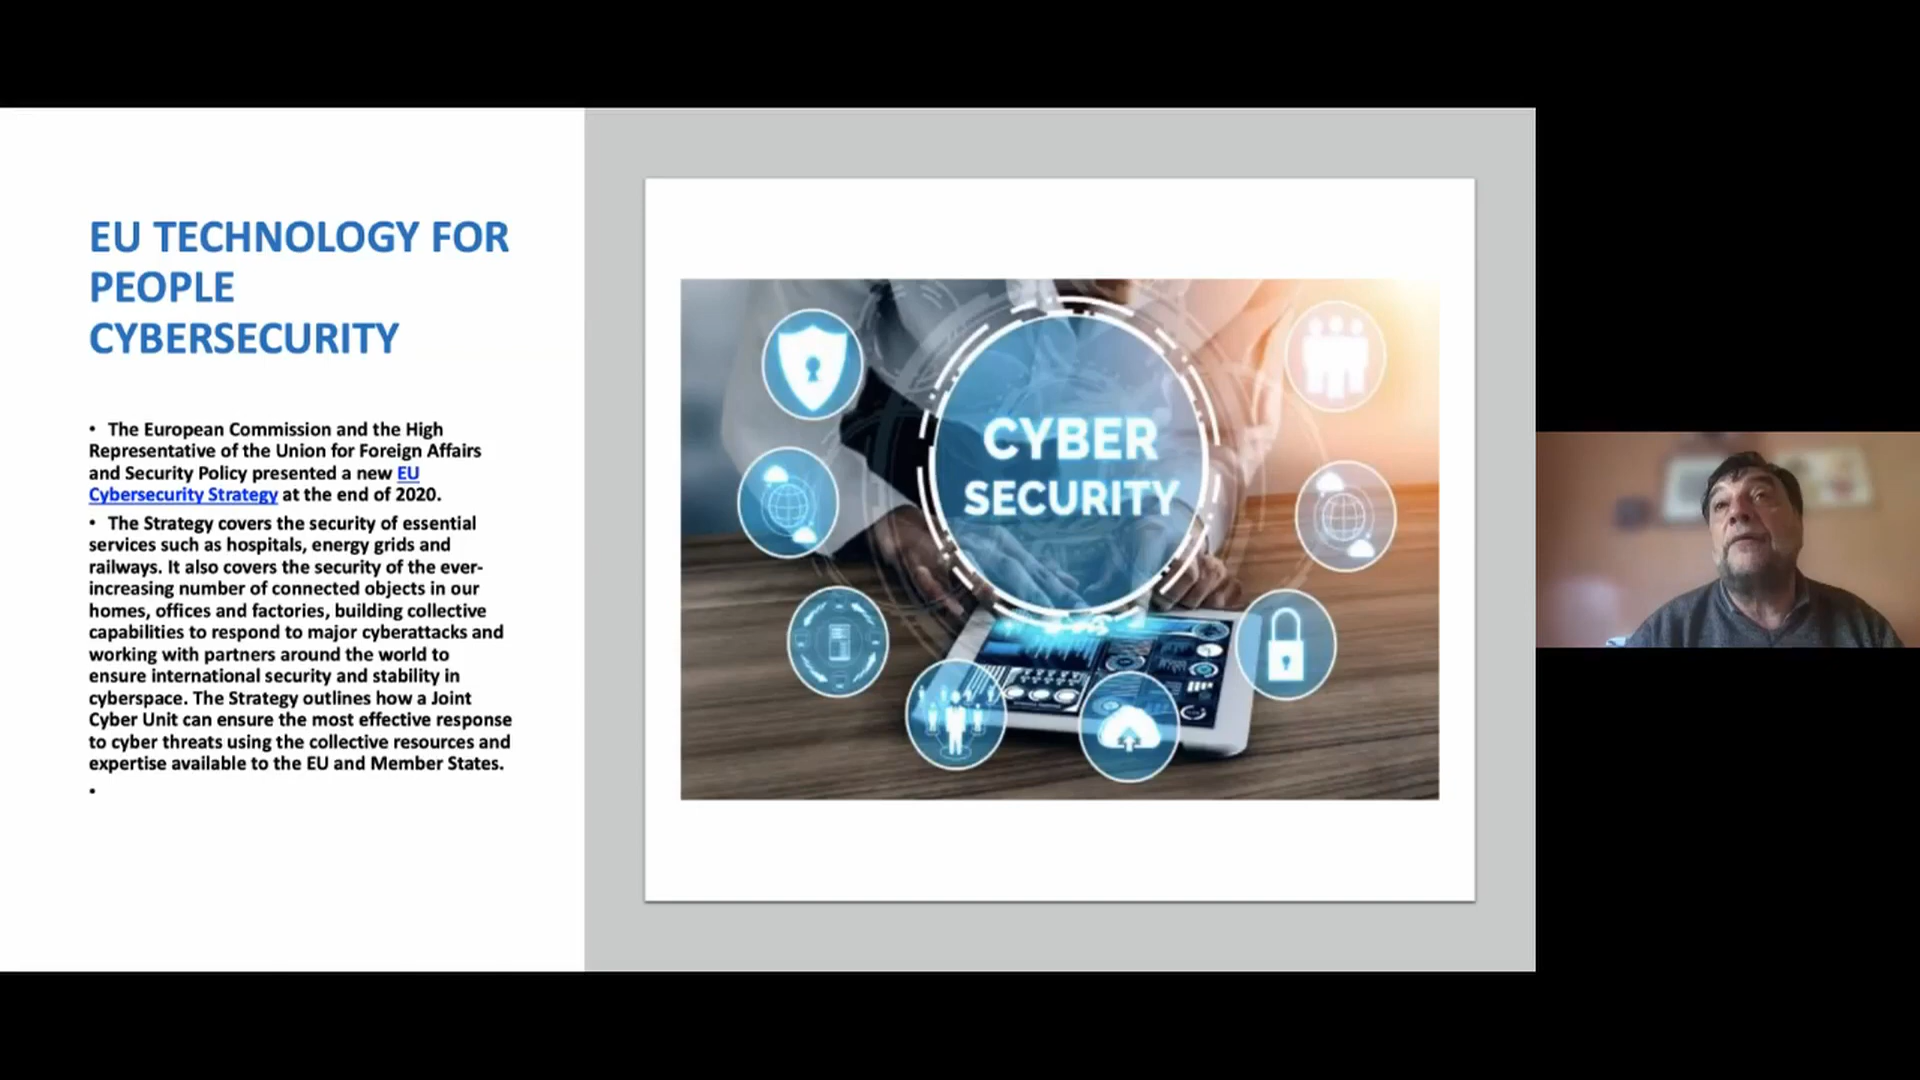 EU TECHNOLOGY FOR
PEOPLE
CYBERSECURITY
• The European Commission and the High
Representative of the Union for Foreign Affairs
and Security Policy presented a new EU
Cybersecurity Strategy at the end of 2020.
• The Strategy covers the security of essential
services such as hospitals, energy grids and
railways. It also covers the security of the ever-
increasing number of connected objects in our
homes, offices and factories, building collective
capabilities to respond to major cyberattacks and
working with partners around the world to
ensure international security and stability in
cyberspace. The Strategy outlines how a Joint
Cyber Unit can ensure the most effective response
to cyber threats using the collective resources and
expertise available to the EU and Member States.
•
CYBER
SECURITY